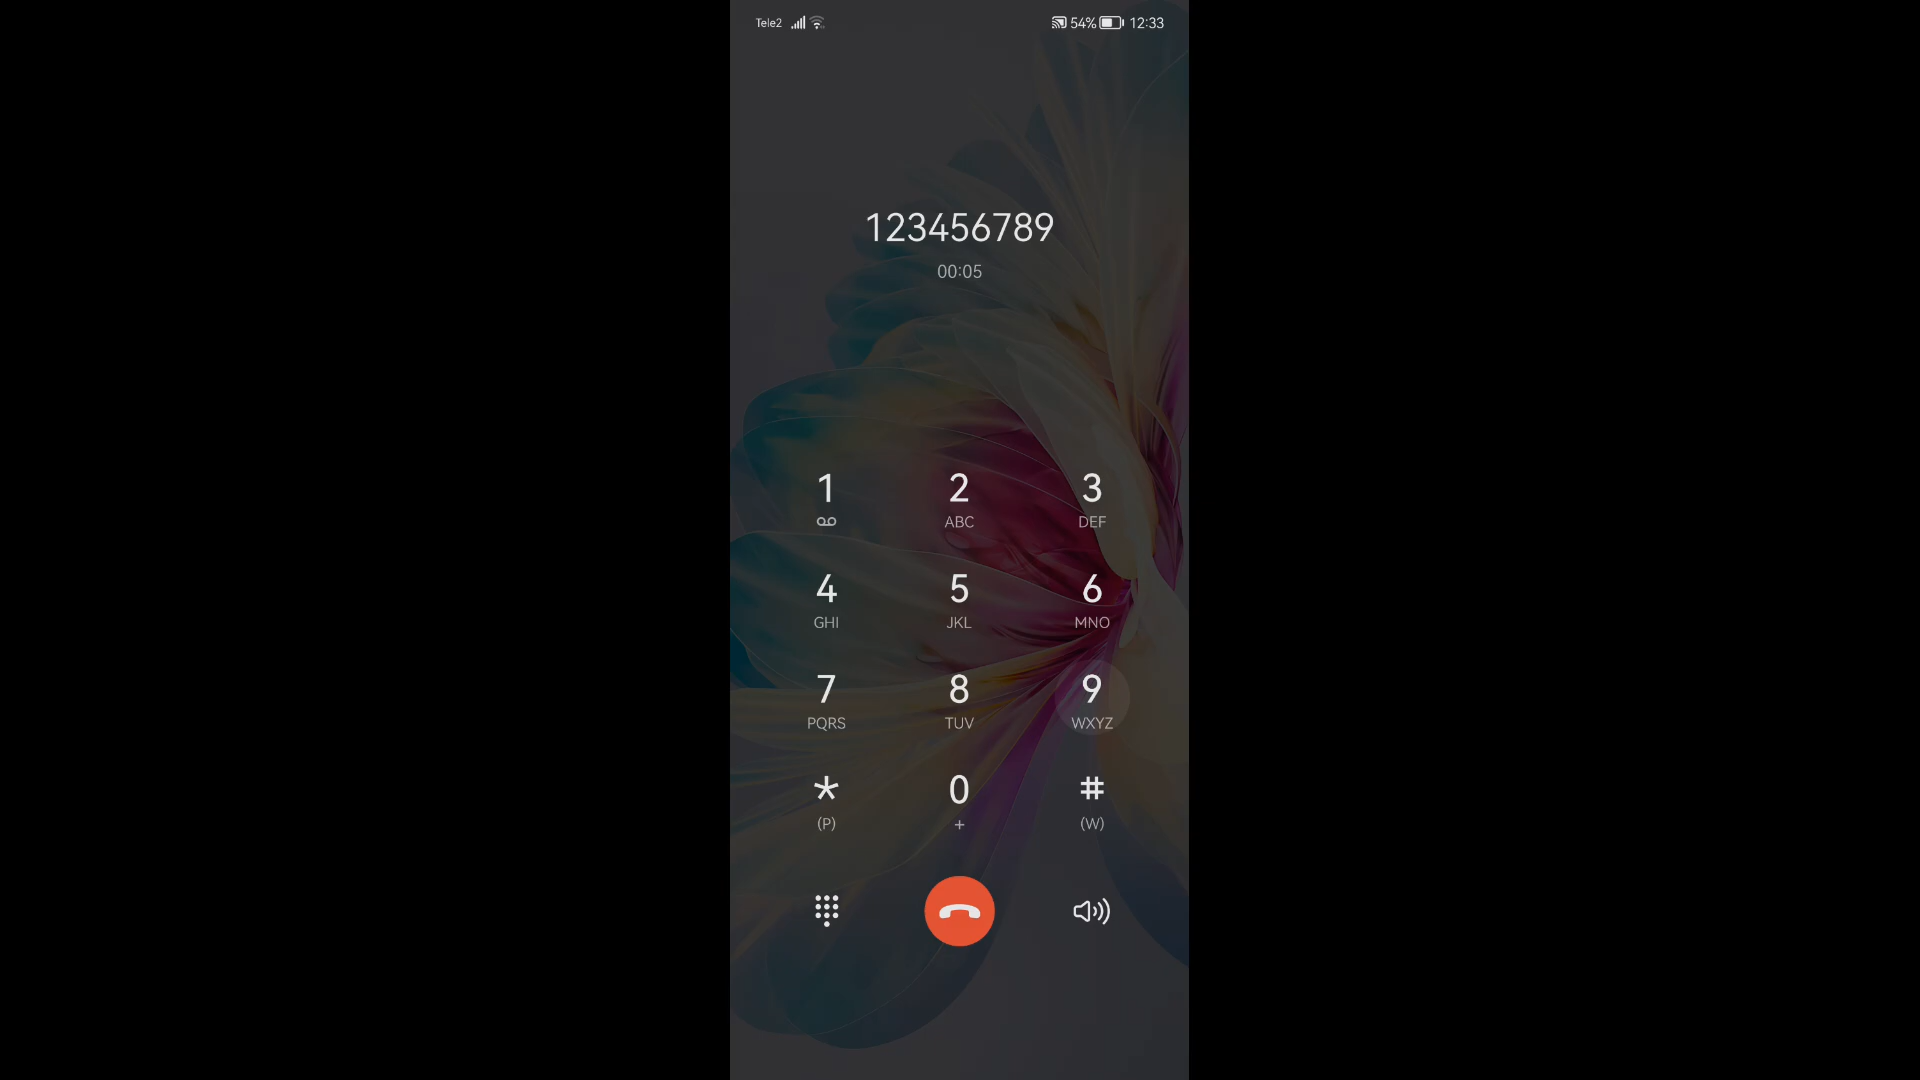 Tele2 54% 12:33
123456789
00:05
1 2 3
ABC DEF
4 5 6
GHI JKL MNO
7 8 9
PQRS TUV WXYZ
* 0 #
(P) + (W)